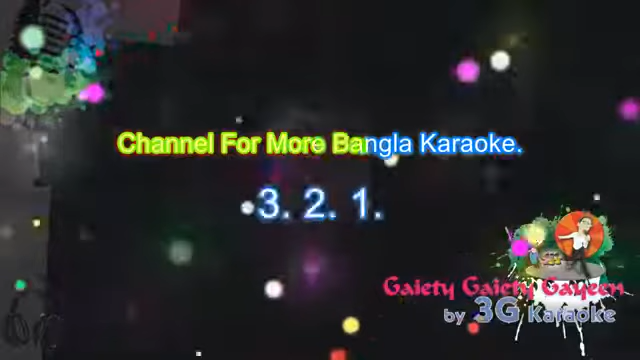 Channel For More Bangla Karaoke.
3. 2. 1.
Gaiety Gaiety Gayeen
by 3G Karaoke